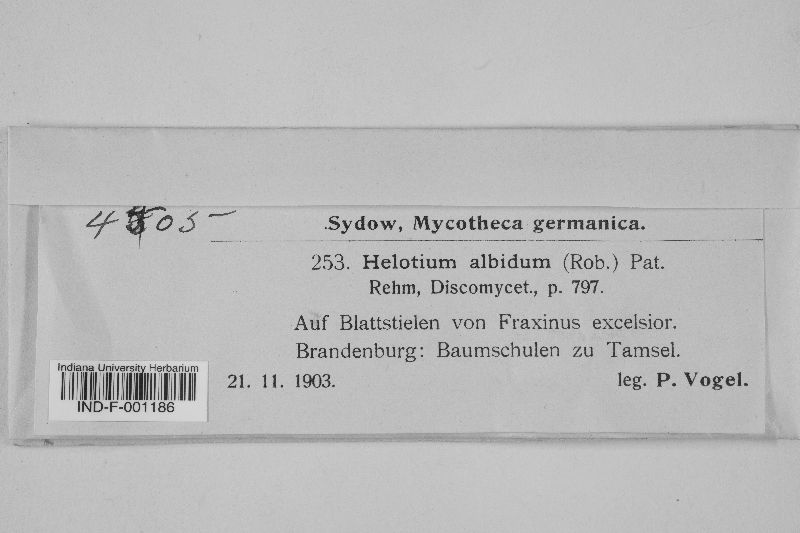 Sydow, Mycotheca germanica.
253. Helotium albidum (Rob.) Pat.
Rehm, Discomycet., p. 797.
Auf Blattstielen von Fraxinus excelsior.
Brandenburg: Baumschulen zu Tamsel.
21. 11. 1903. leg. P. Vogel.
Indiana University Herbarium
IND-F-001186